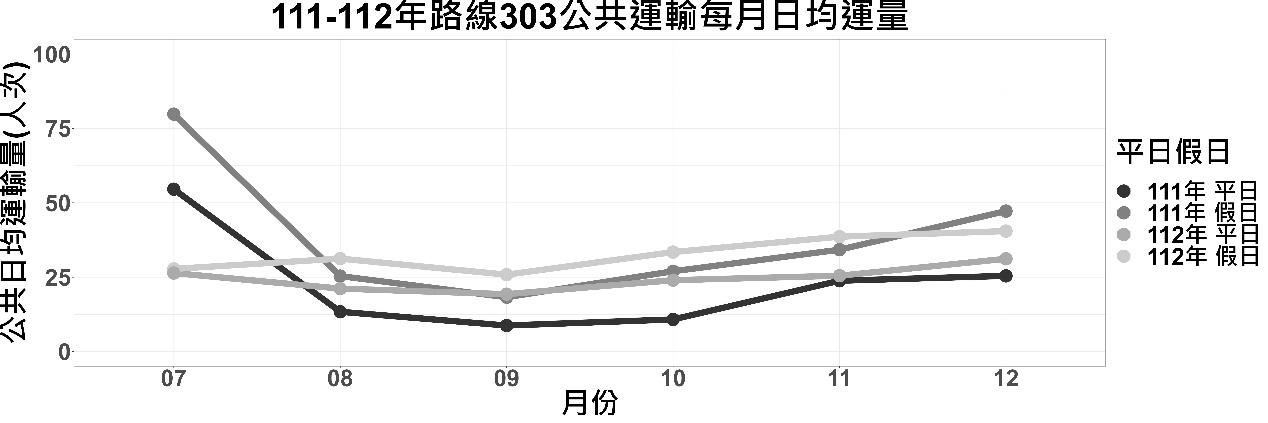 111-112年路線303公共運輸每月日均運量
公共日均運輸量(人次)
100
75
50
25
0
07 08 09 10 11 12
月份
平日假日
111年 平日
111年 假日
112年 平日
112年 假日